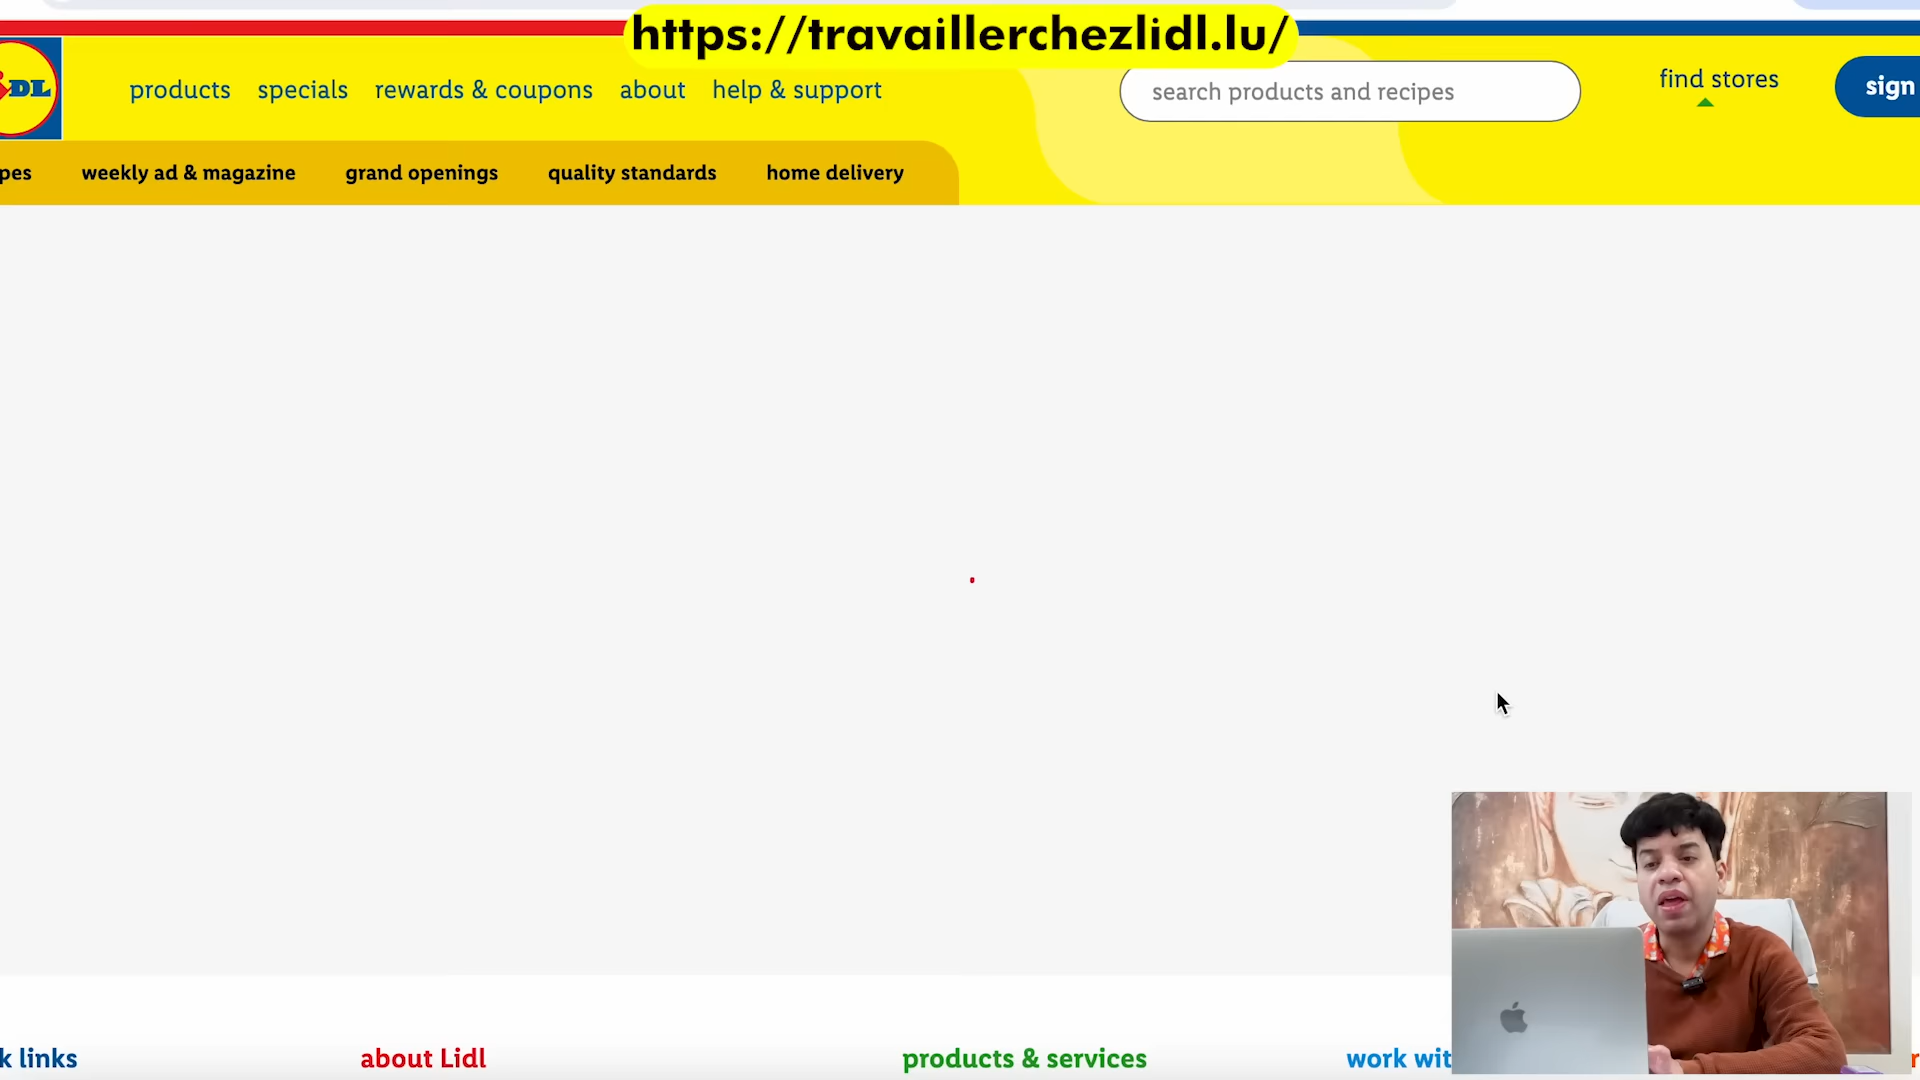 https://travaillerchezlidl.lu/
DL
products specials rewards & coupons about help & support
search products and recipes
find stores
sign
pes weekly ad & magazine grand openings quality standards home delivery
k links about Lidl products & services work wit